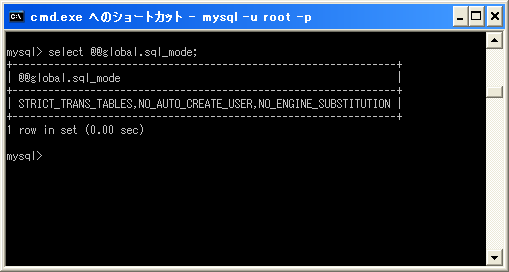 cmd.exe へのショートカット - mysql -u root -p
mysql> select @@global.sql_mode;
+----------------------------------------------------------------+
| @@global.sql_mode                                              |
+----------------------------------------------------------------+
| STRICT_TRANS_TABLES,NO_AUTO_CREATE_USER,NO_ENGINE_SUBSTITUTION |
+----------------------------------------------------------------+
1 row in set (0.00 sec)
mysql>